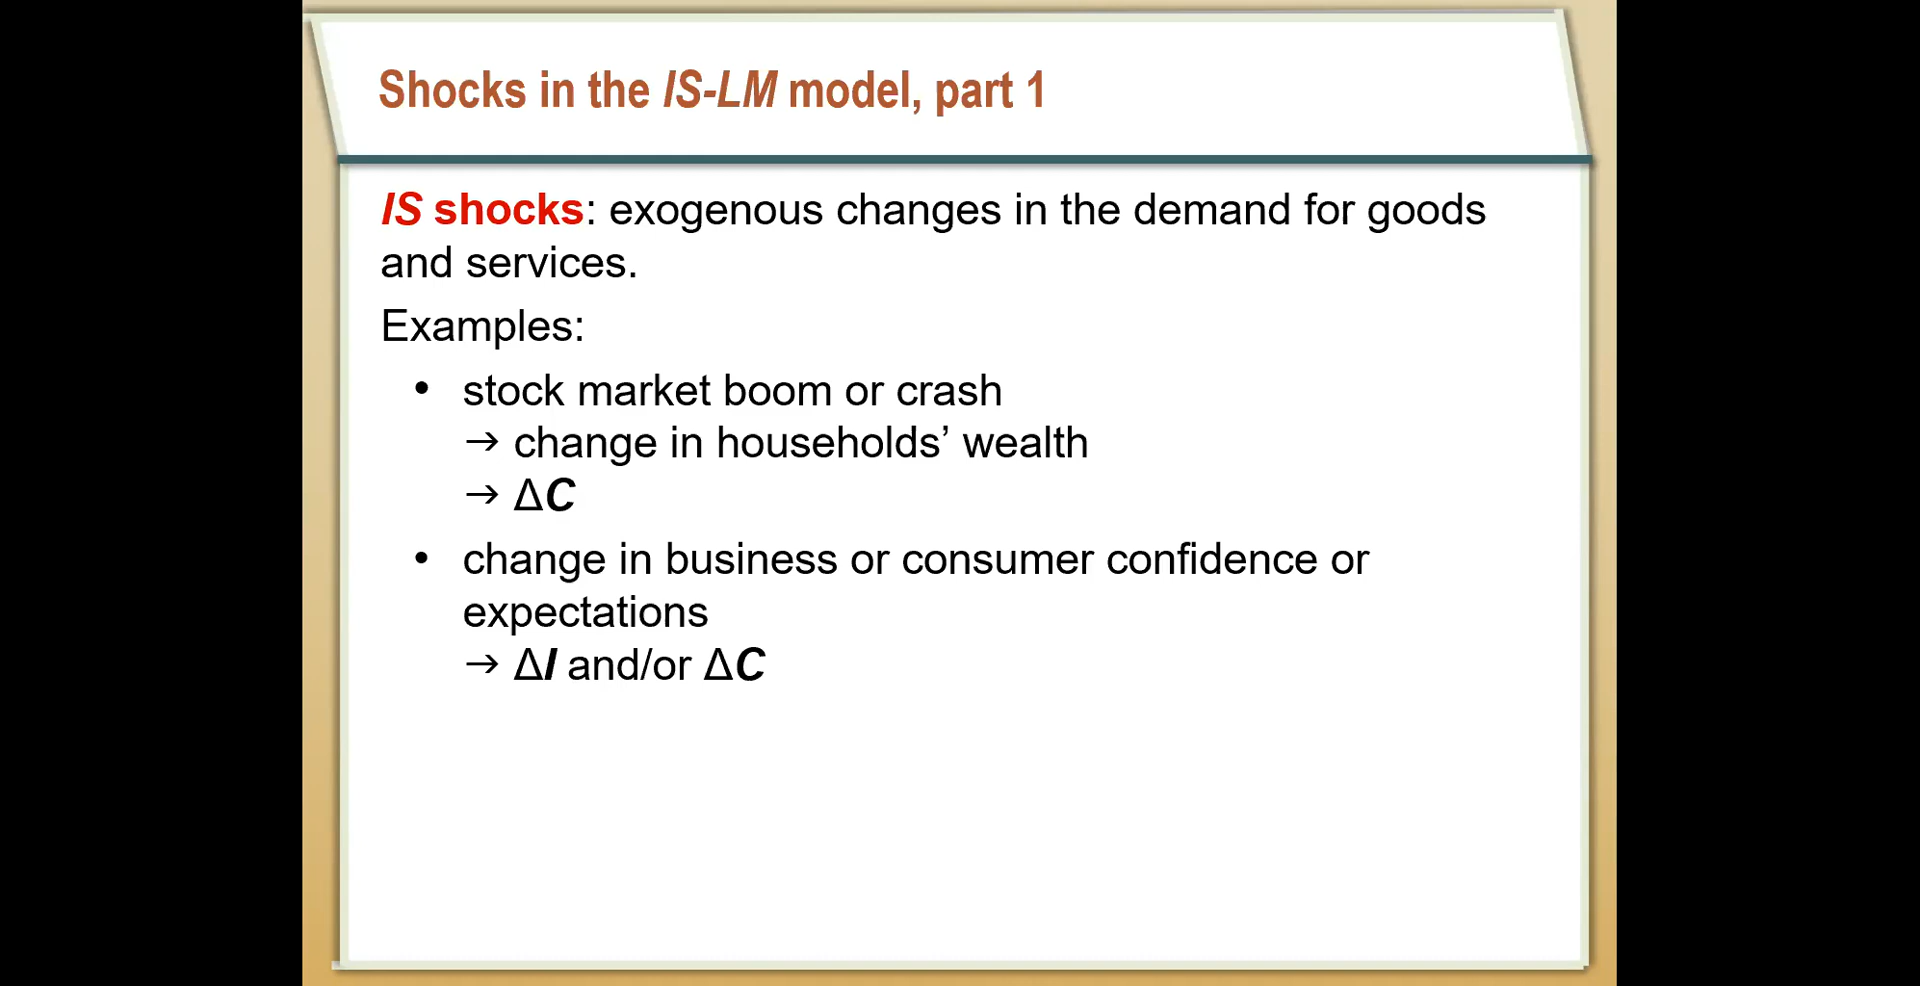 Shocks in the IS-LM model, part 1
IS shocks: exogenous changes in the demand for goods
and services.
Examples:
• stock market boom or crash
→ change in households’ wealth
→ ΔC
• change in business or consumer confidence or
expectations
→ ΔI and/or ΔC